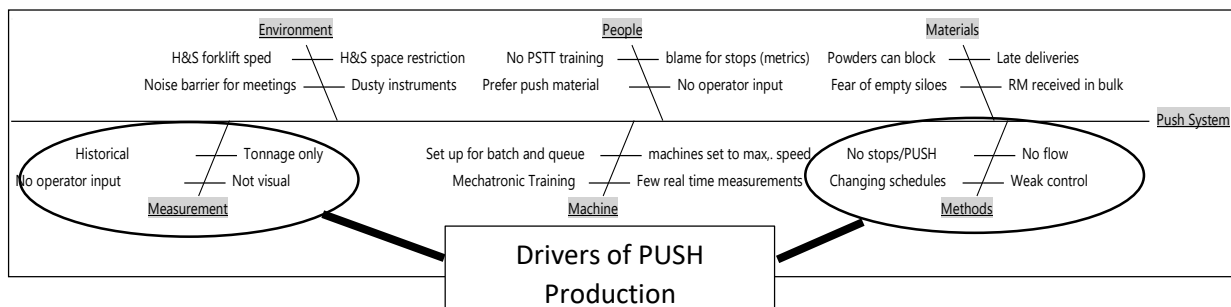 Environment People Materials
H&S forklift sped H&S space restriction No PSTT training blame for stops (metrics) Powders can block Late deliveries
Noise barrier for meetings Dusty instruments Prefer push material No operator input Fear of empty siloes RM received in bulk
Push System
Historical Tonnage only Set up for batch and queue machines set to max,. speed No stops/PUSH No flow
No operator input Not visual Mechatronic Training Few real time measurements Changing schedules Weak control
Measurement Machine Methods
Drivers of PUSH
Production